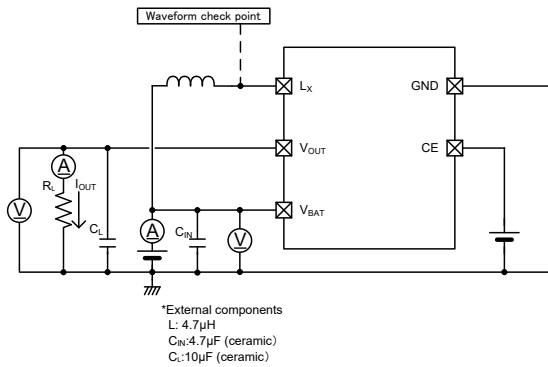 Waveform check point
LX
GND
VOUT
CE
A
RL
IOUT
V
CL
VBAT
A
CIN
V
*External components
L: 4.7μH
CIN:4.7μF (ceramic)
CL:10μF (ceramic)